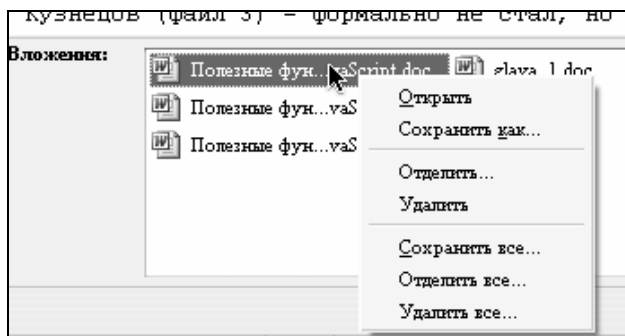 Кузнецов (файл 3) – формально не стал, но
Вложения:
Полезные фун...vaScript.doc
glava_1.doc
Полезные фун...vaS
Полезные фун...vaS
Открыть
Сохранить как...
Отделить...
Удалить
Сохранить все...
Отделить все...
Удалить все...